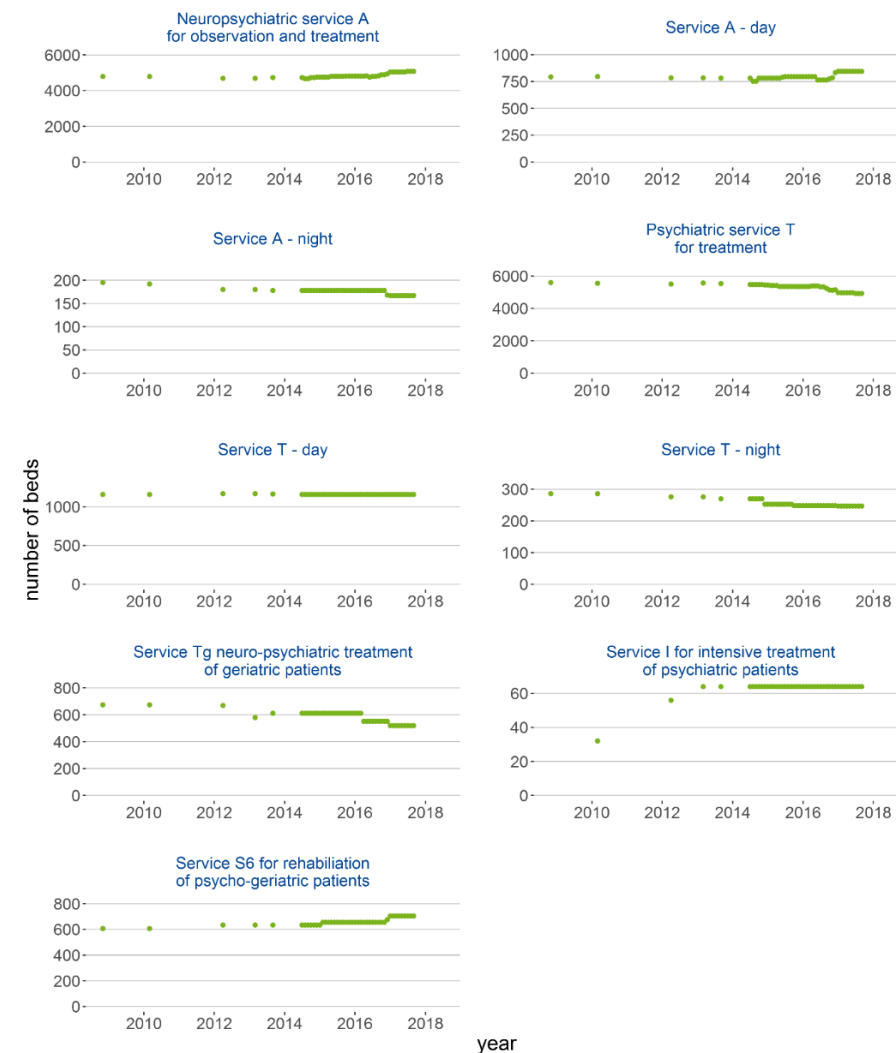 Neuropsychiatric service A
for observation and treatment
6000
4000
2000
0
2010 2012 2014 2016 2018
Service A - day
1000
750
500
250
0
2010 2012 2014 2016 2018
Service A - night
200
150
100
50
0
2010 2012 2014 2016 2018
Psychiatric service T
for treatment
6000
4000
2000
0
2010 2012 2014 2016 2018
number of beds
Service T - day
1000
500
0
2010 2012 2014 2016 2018
Service T - night
300
200
100
0
2010 2012 2014 2016 2018
Service Tg neuro-psychiatric treatment
of geriatric patients
800
600
400
200
0
2010 2012 2014 2016 2018
Service I for intensive treatment
of psychiatric patients
60
40
20
0
2010 2012 2014 2016 2018
Service S6 for rehabiliation
of psycho-geriatric patients
800
600
400
200
0
2010 2012 2014 2016 2018
year